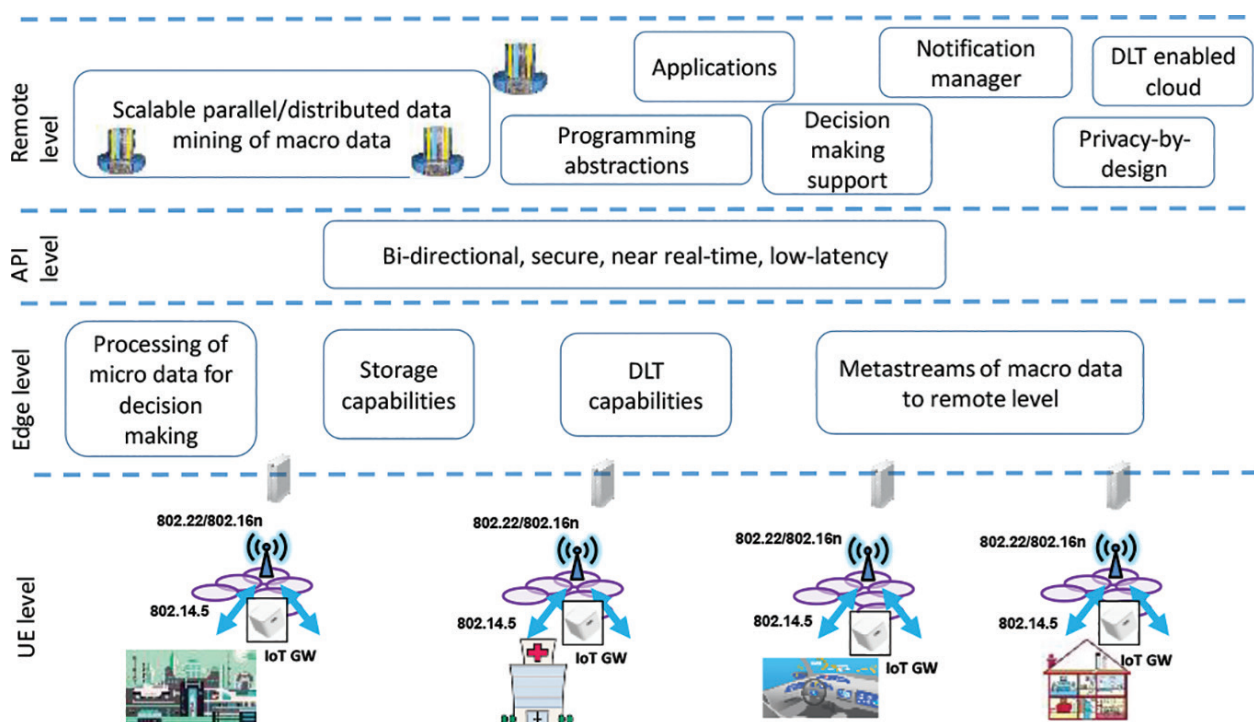 Remote
level
Scalable parallel/distributed data
mining of macro data
Applications
Programming
abstractions
Decision
making
support
Notification
manager
DLT enabled
cloud
Privacy-by-
design
API
level
Bi-directional, secure, near real-time, low-latency
Edge level
Processing of
micro data for
decision
making
Storage
capabilities
DLT
capabilities
Metastreams of macro data
to remote level
UE level
802.22/802.16n
802.14.5
IoT GW
802.22/802.16n
802.14.5
IoT GW
802.22/802.16n
802.14.5
IoT GW
802.22/802.16n
802.14.5
IoT GW